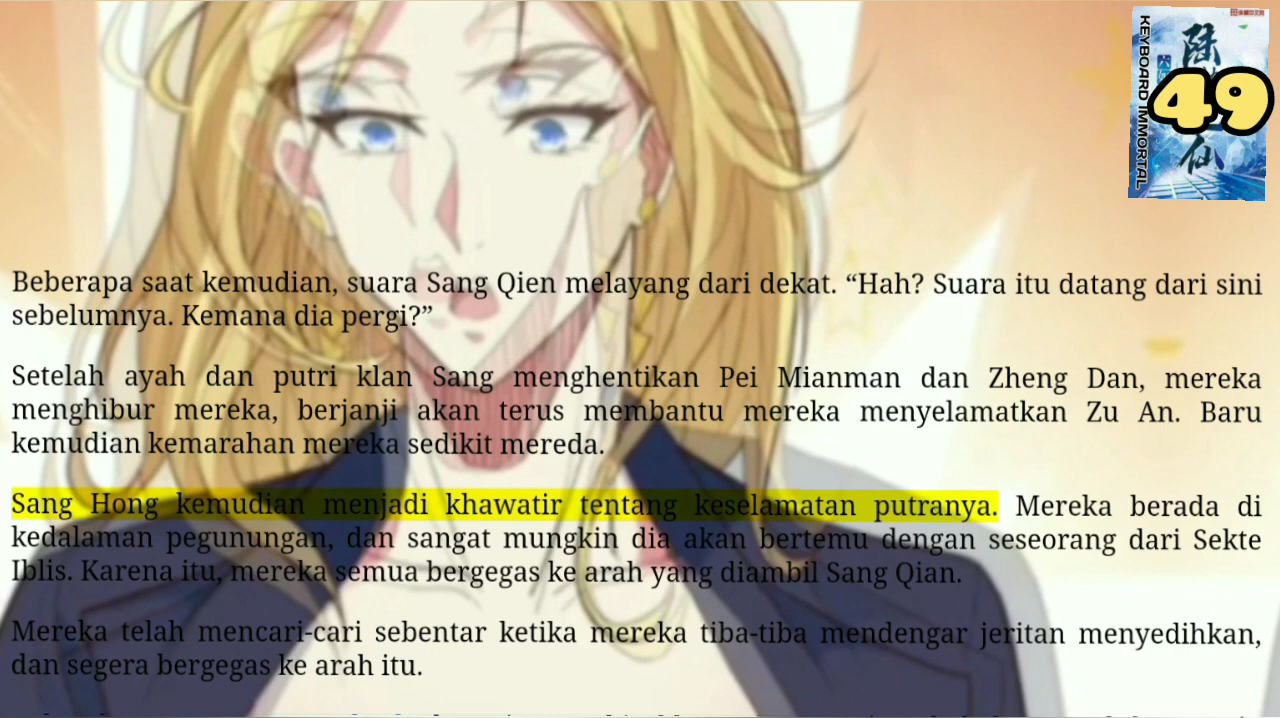 KEYBOARD IMMORTAL
49
Beberapa saat kemudian, suara Sang Qien melayang dari dekat. “Hah? Suara itu datang dari sini
sebelumnya. Kemana dia pergi?”
Setelah ayah dan putri klan Sang menghentikan Pei Mianman dan Zheng Dan, mereka
menghibur mereka, berjanji akan terus membantu mereka menyelamatkan Zu An. Baru
kemudian kemarahan mereka sedikit mereda.
Sang Hong kemudian menjadi khawatir tentang keselamatan putranya. Mereka berada di
kedalaman pegunungan, dan sangat mungkin dia akan bertemu dengan seseorang dari Sekte
Iblis. Karena itu, mereka semua bergegas ke arah yang diambil Sang Qian.
Mereka telah mencari-cari sebentar ketika mereka tiba-tiba mendengar jeritan menyedihkan,
dan segera bergegas ke arah itu.